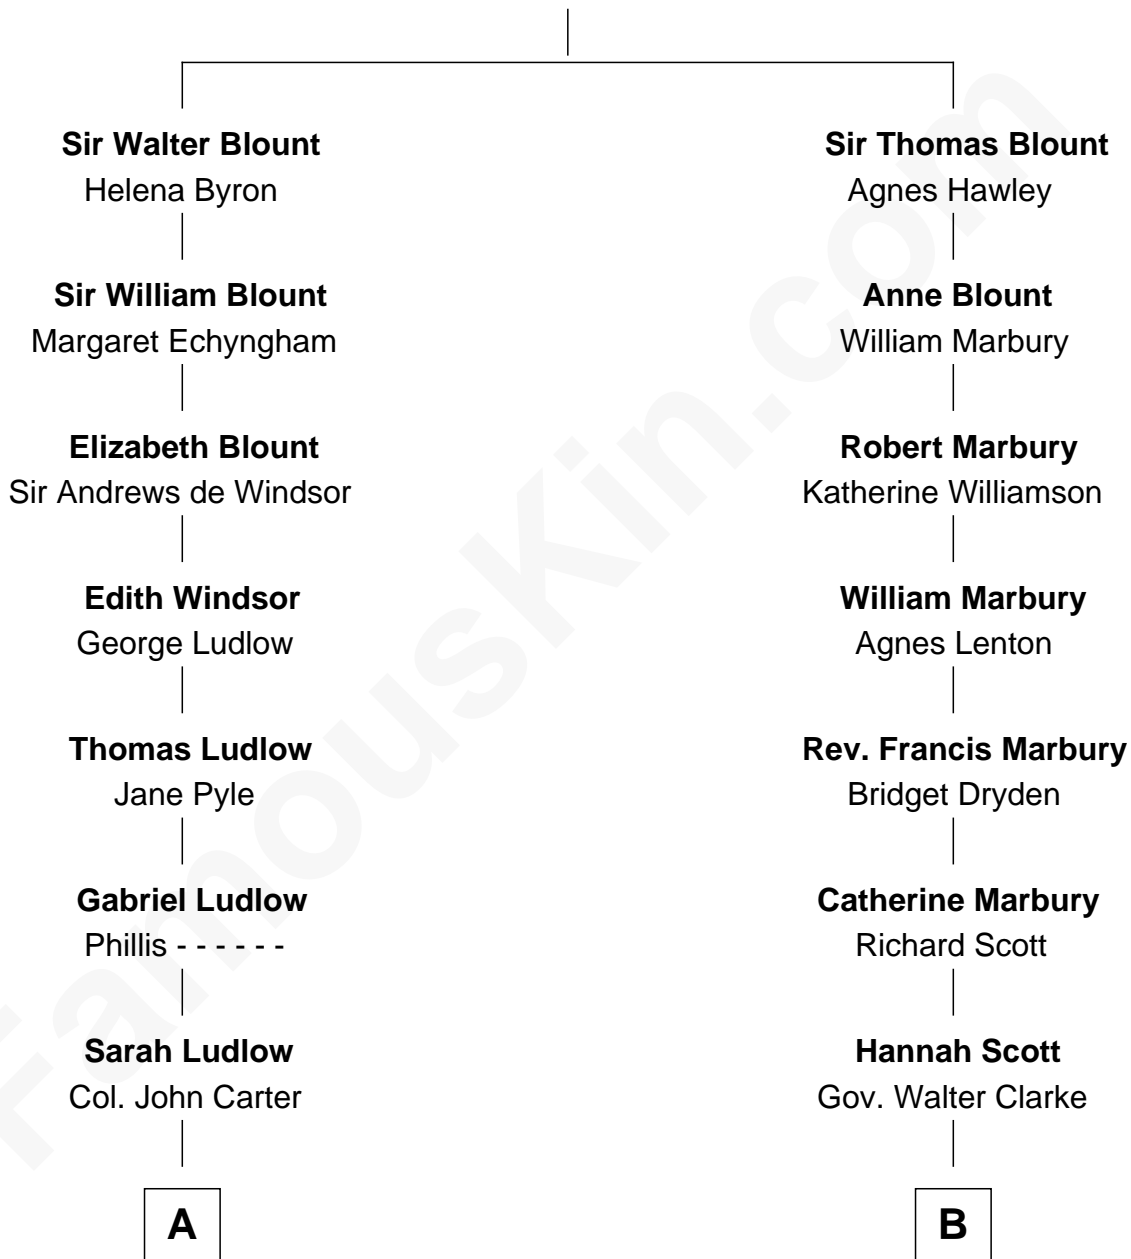 Sir Walter Blount
Helena Byron
Sir William Blount
Margaret Echyngham
Elizabeth Blount
Sir Andrews de Windsor
Edith Windsor
George Ludlow
Thomas Ludlow
Jane Pyle
Gabriel Ludlow
Phillis - - - - - -
Sarah Ludlow
Col. John Carter
A
Sir Thomas Blount
Agnes Hawley
Anne Blount
William Marbury
Robert Marbury
Katherine Williamson
William Marbury
Agnes Lenton
Rev. Francis Marbury
Bridget Dryden
Catherine Marbury
Richard Scott
Hannah Scott
Gov. Walter Clarke
B
FamousKin.com